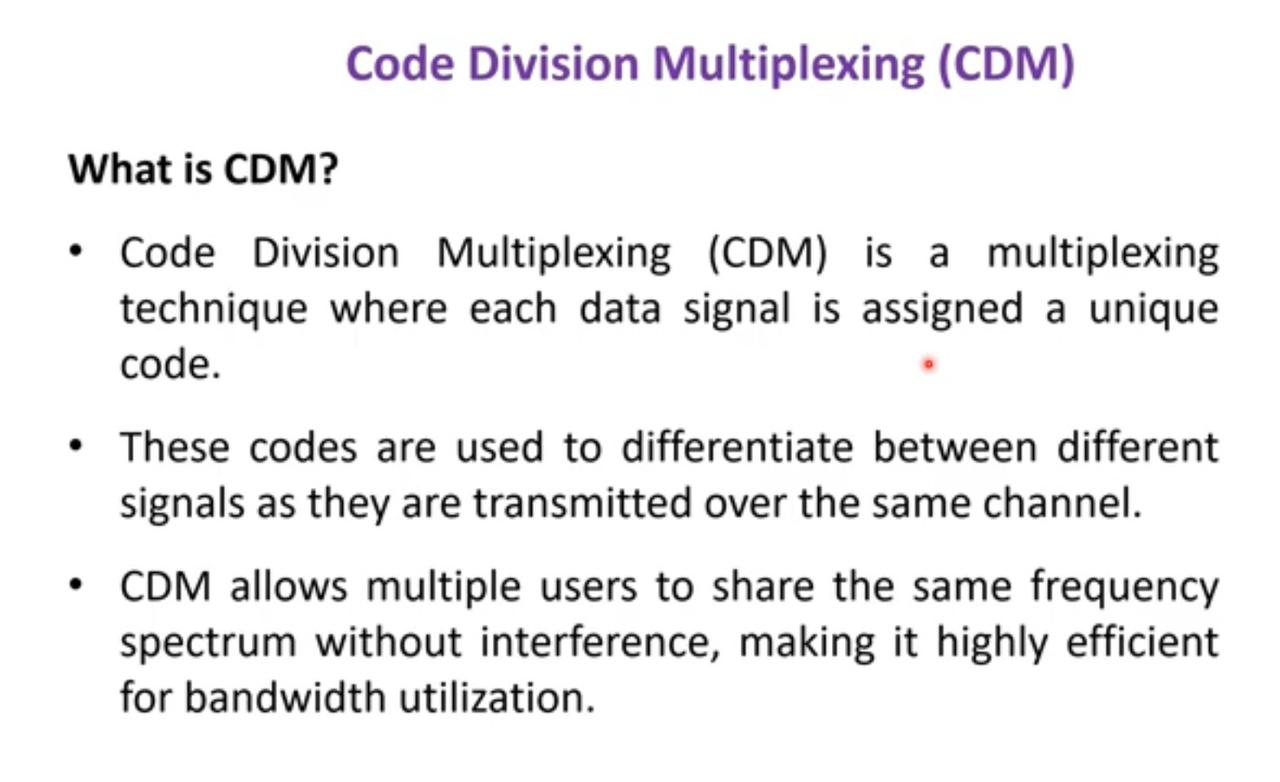 Code Division Multiplexing (CDM)
What is CDM?
• Code Division Multiplexing (CDM) is a multiplexing
technique where each data signal is assigned a unique
code.
• These codes are used to differentiate between different
signals as they are transmitted over the same channel.
• CDM allows multiple users to share the same frequency
spectrum without interference, making it highly efficient
for bandwidth utilization.